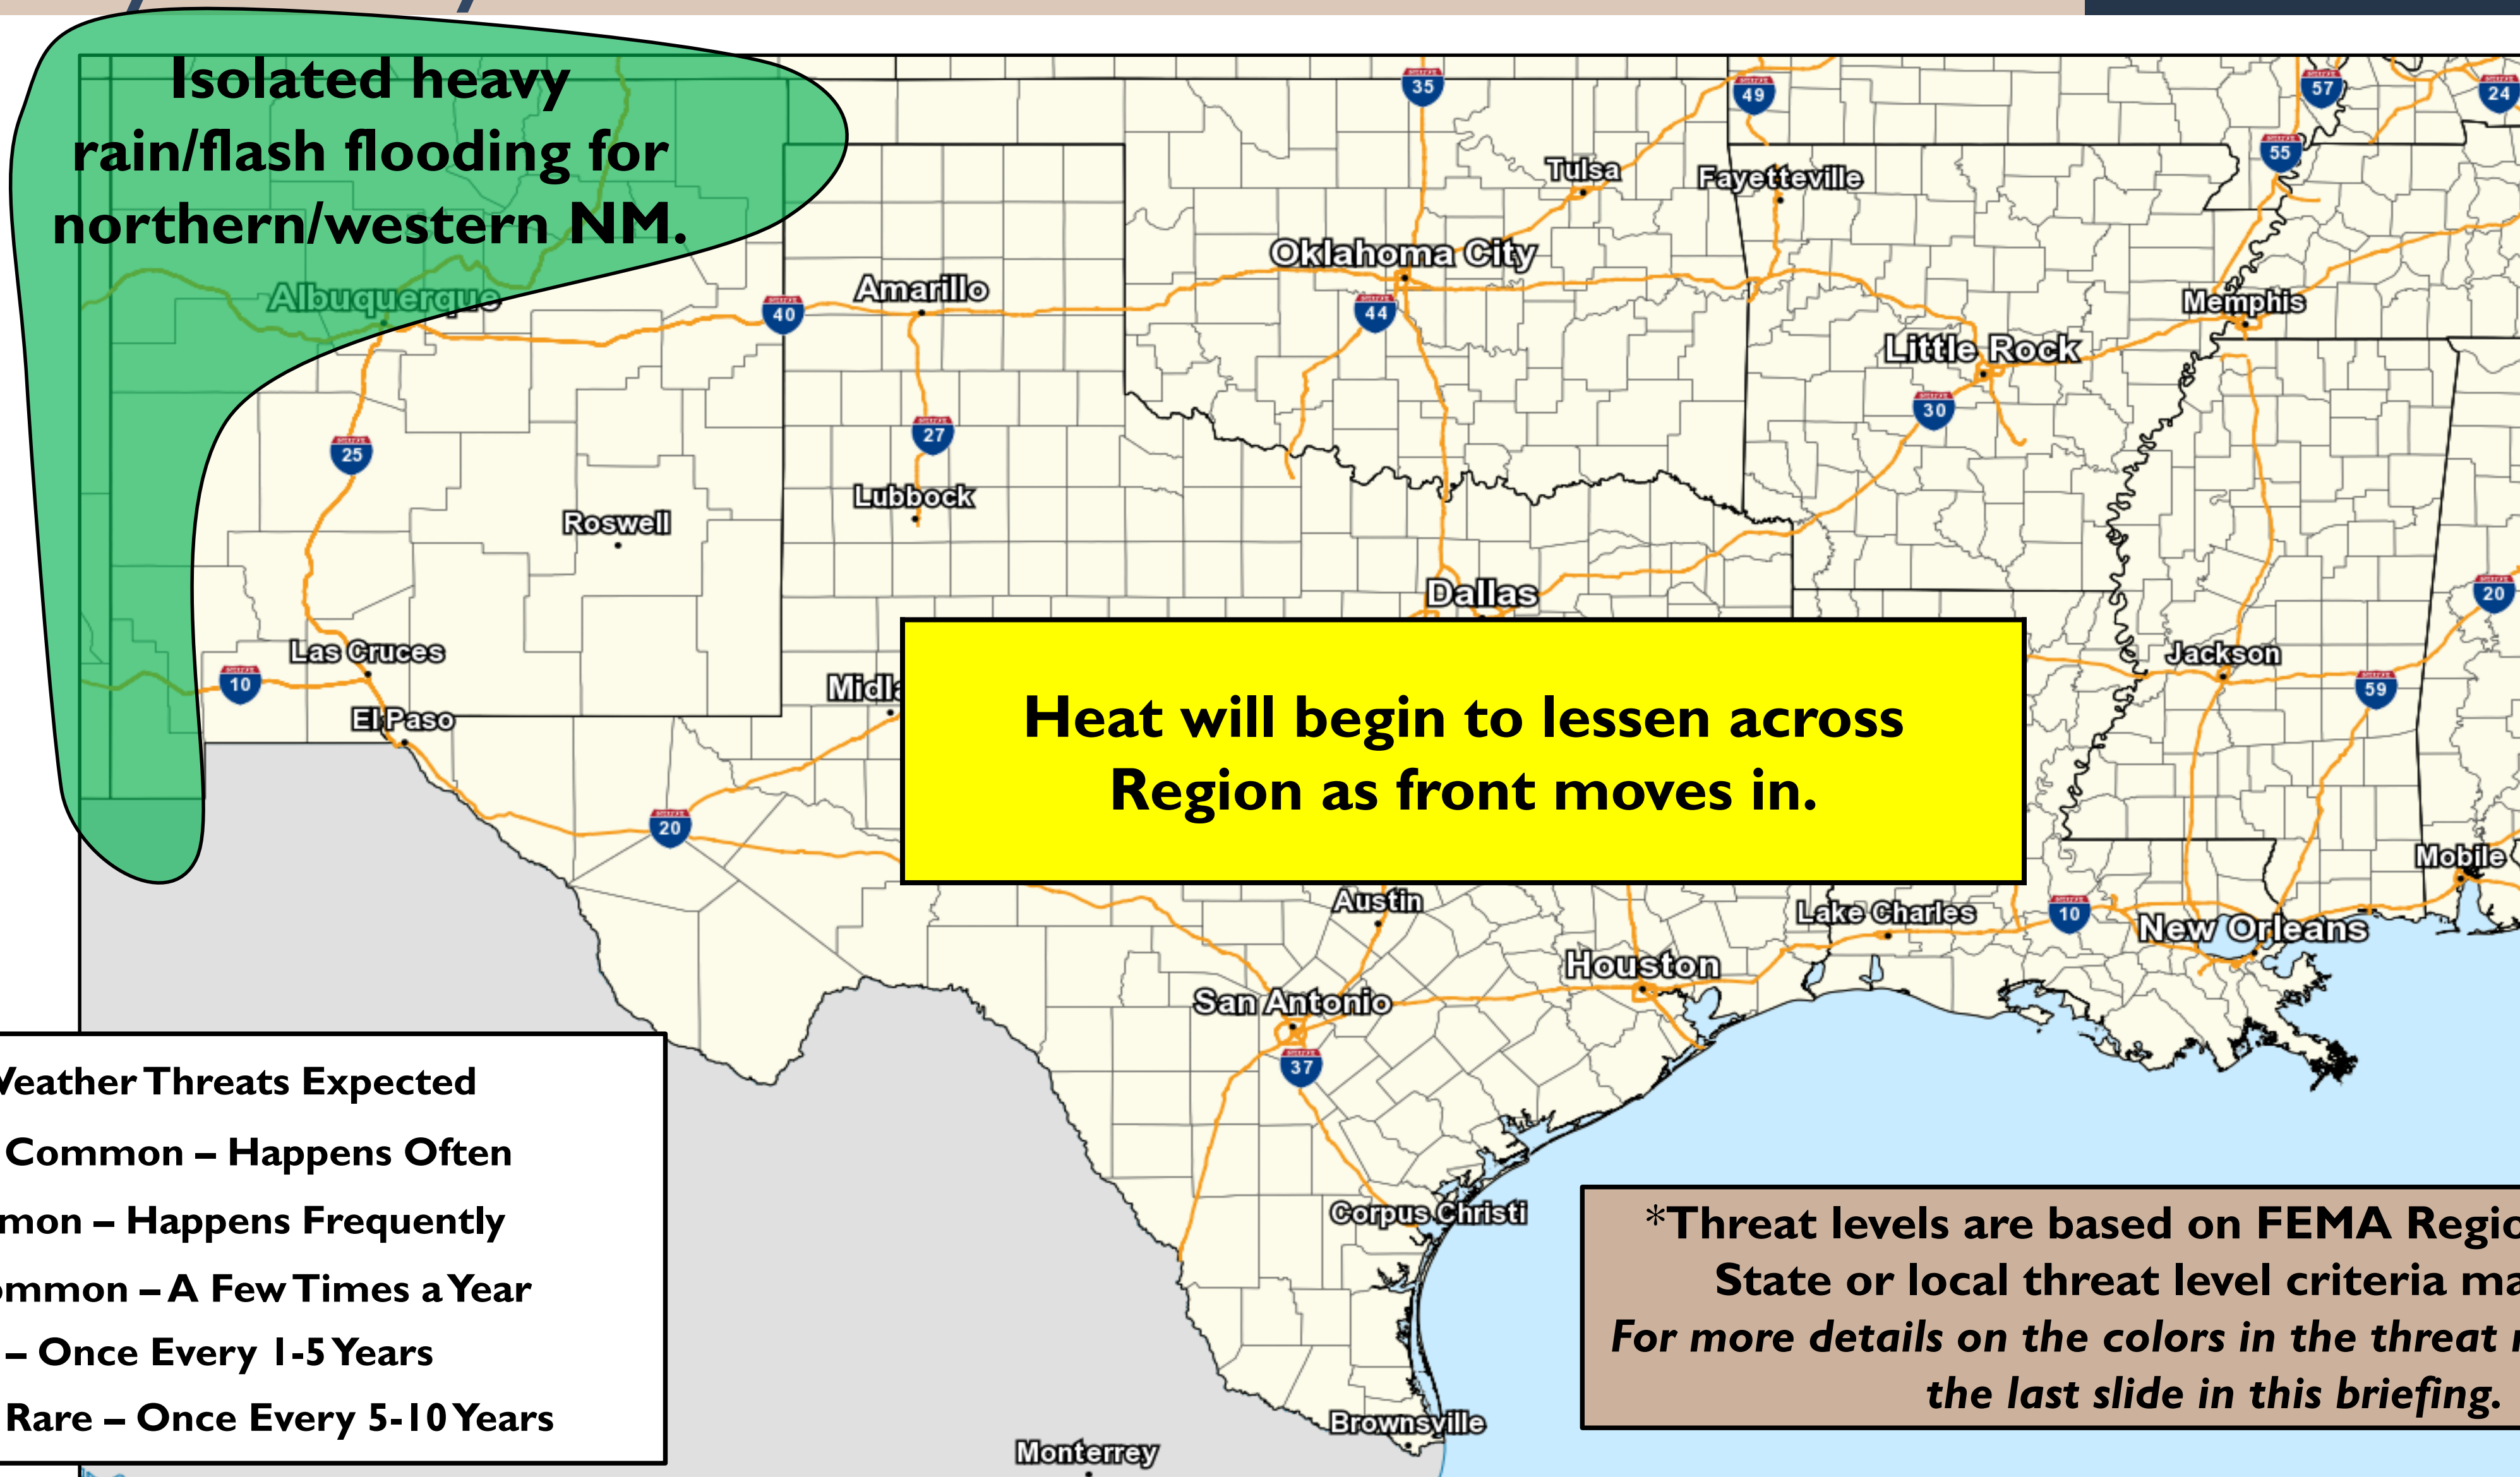 Isolated heavy
rain/flash flooding for
northern/western NM.
35
49
57
24
55
Tulsa
Fayetteville
Oklahoma City
Albuquerque
Amarillo
40
44
Memphis
Little Rock
30
25
27
Lubbock
Roswell
Dallas
20
Las Cruces
10
El Paso
Jackson
59
Heat will begin to lessen across
Region as front moves in.
20
Mobile
Austin
Lake Charles
10
New Orleans
Houston
San Antonio
37
Weather Threats Expected
Common – Happens Often
mon – Happens Frequently
ommon – A Few Times a Year
– Once Every 1-5 Years
Rare – Once Every 5-10 Years
Corpus Christi
*Threat levels are based on FEMA Regio
State or local threat level criteria ma
For more details on the colors in the threat
the last slide in this briefing.
Brownsville
Monterrey